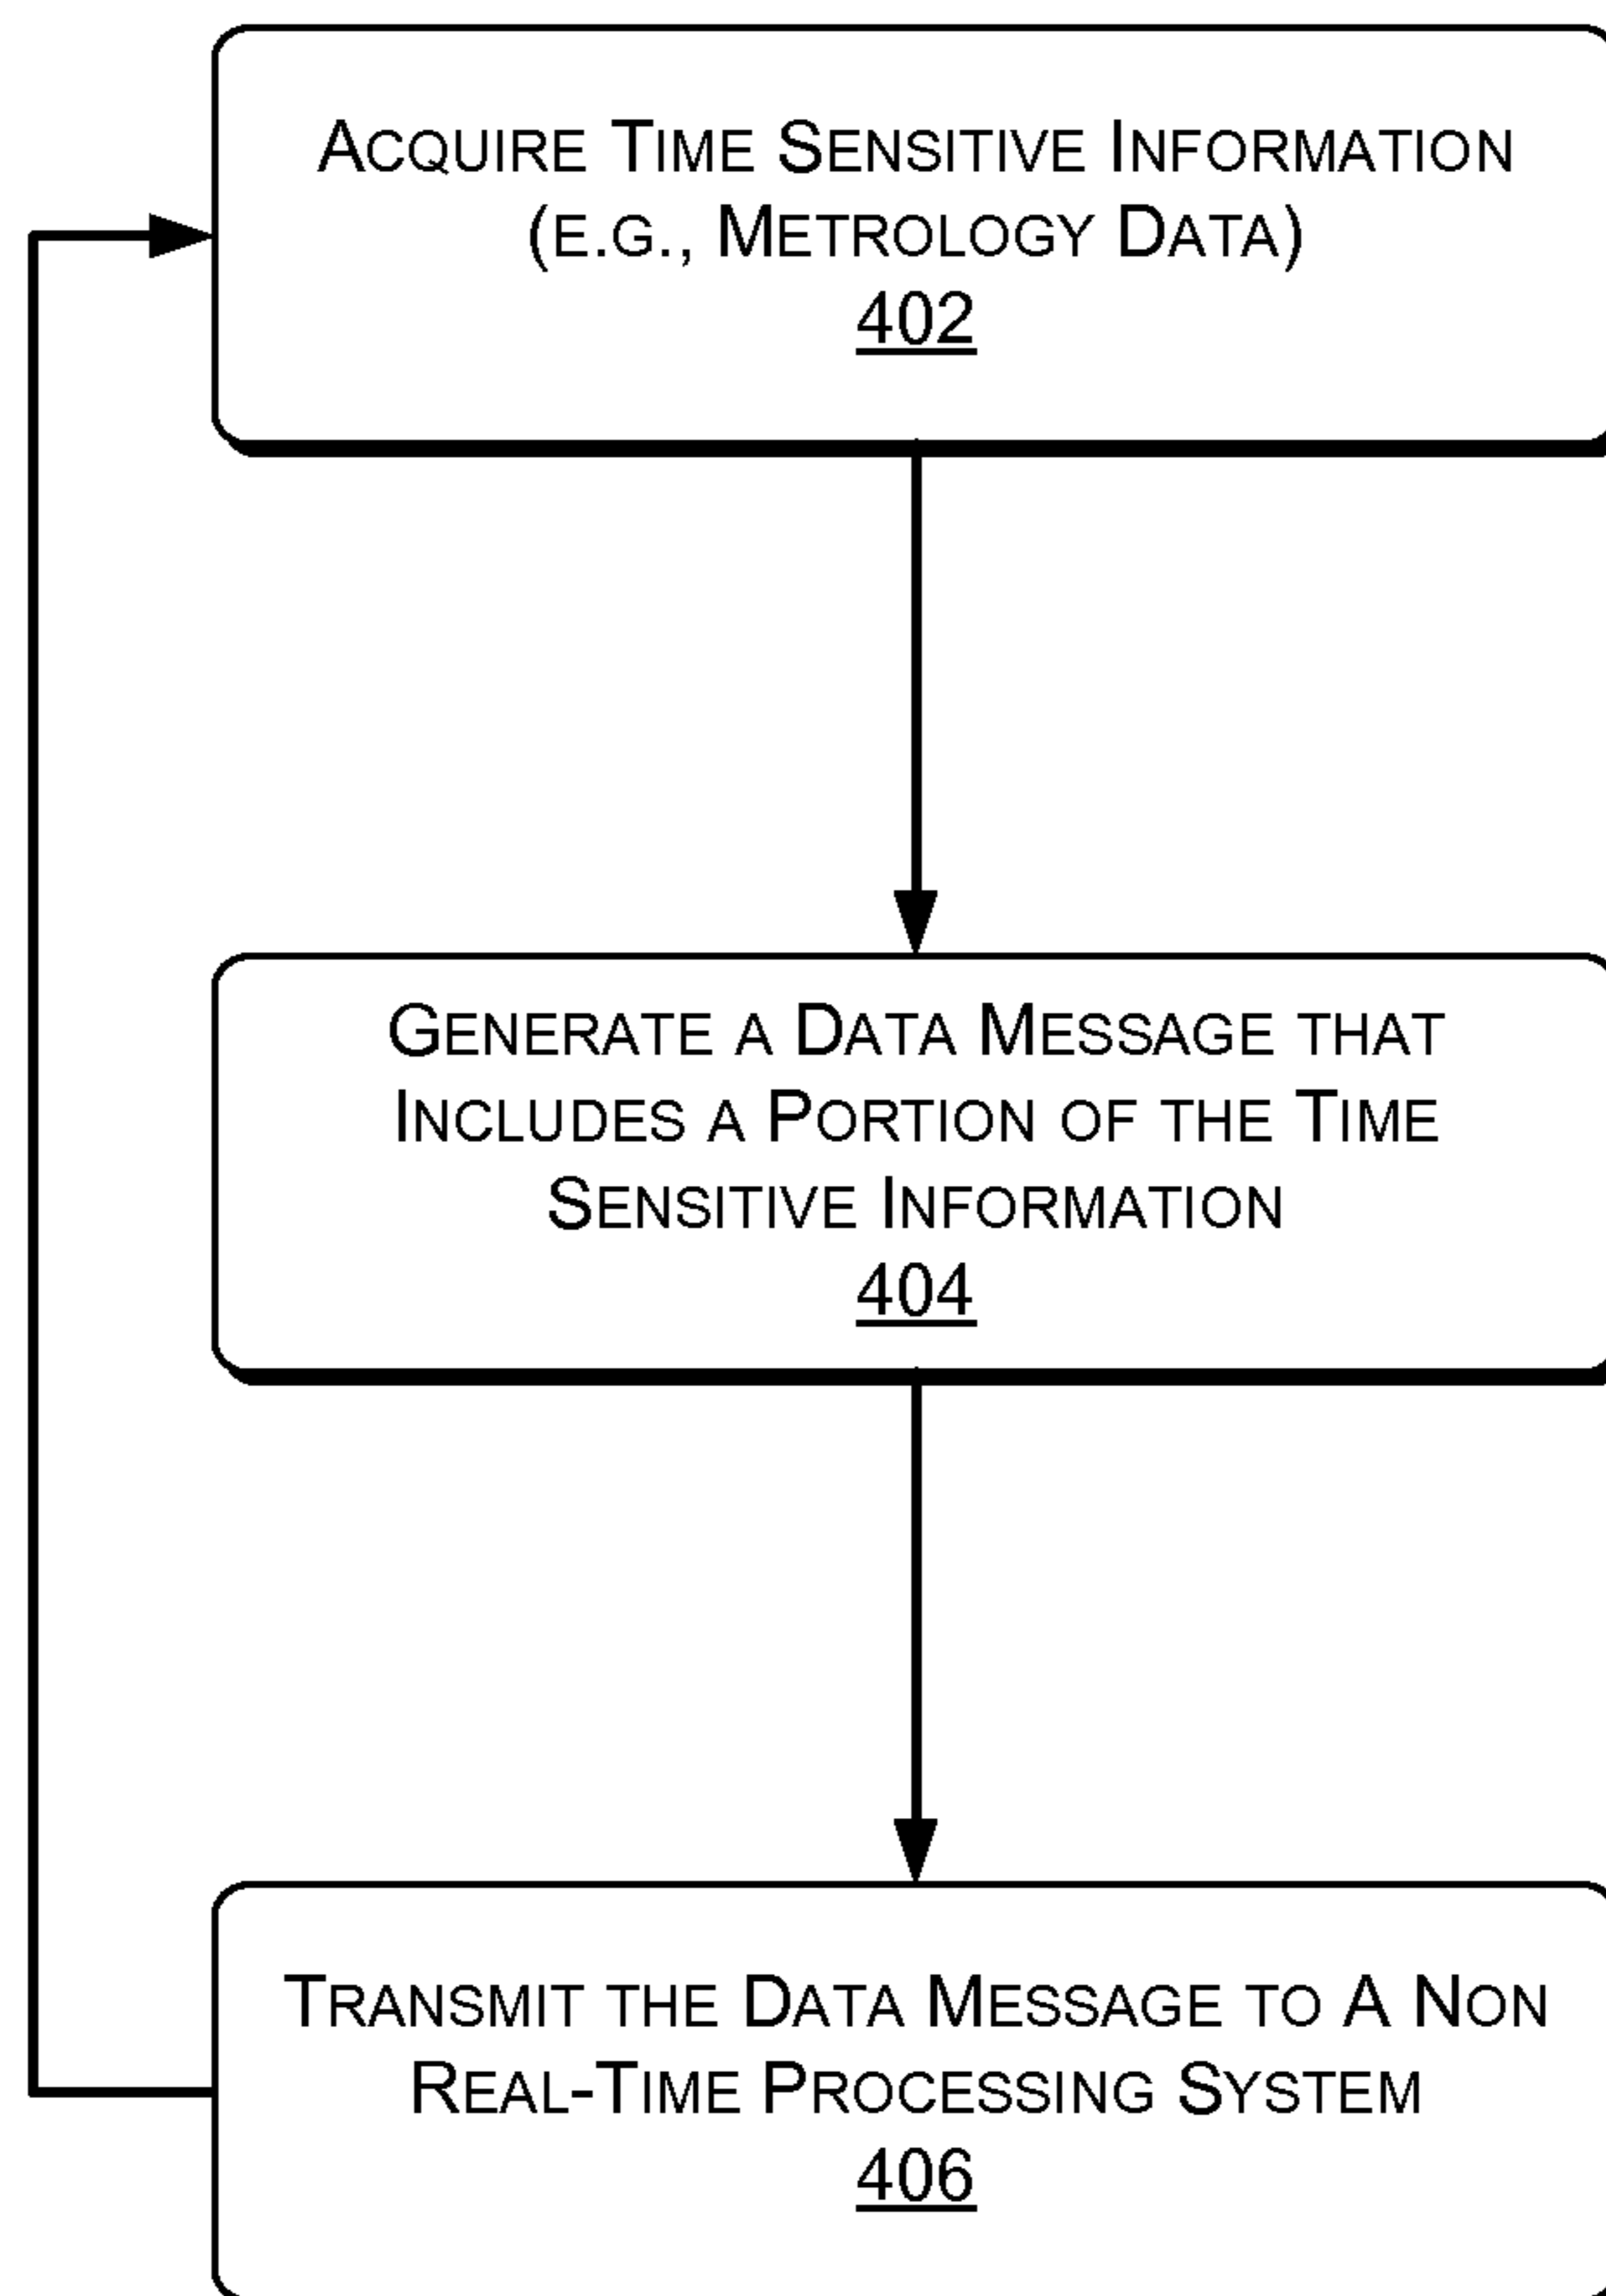 ACQUIRE TIME SENSITIVE INFORMATION
(E.G., METROLOGY DATA)
402
GENERATE A DATA MESSAGE THAT
INCLUDES A PORTION OF THE TIME
SENSITIVE INFORMATION
404
TRANSMIT THE DATA MESSAGE TO A NON
REAL-TIME PROCESSING SYSTEM
406